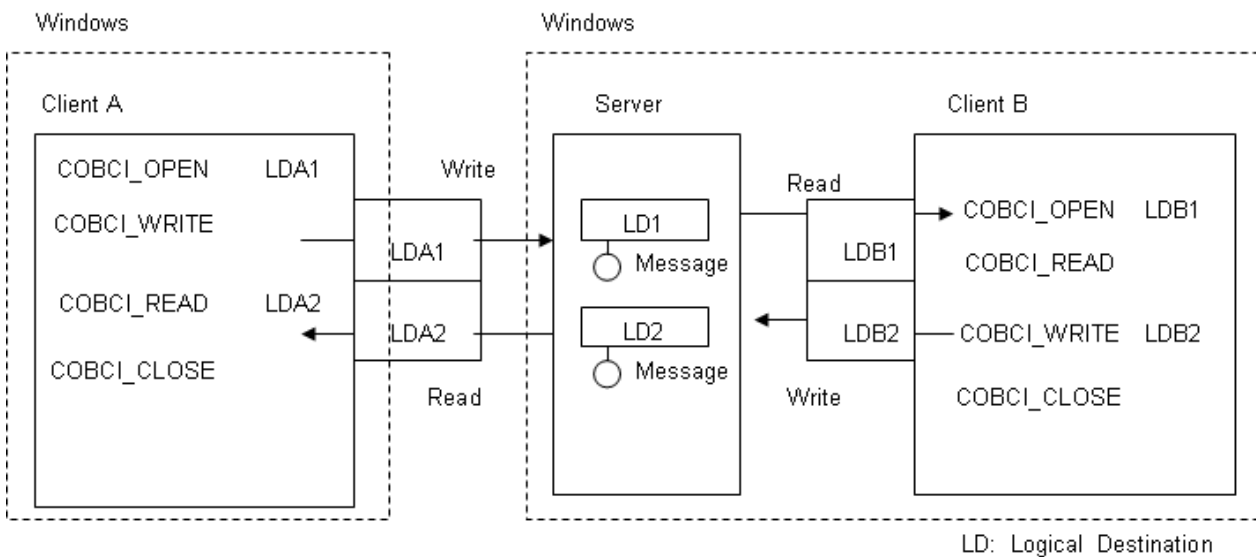 Windows
Windows
Client A
Server
Client B
COBCI_OPEN LDA1
COBCI_WRITE
COBCI_READ LDA2
COBCI_CLOSE
Write
LDA1
LDA2
Read
LD1
Message
LD2
Message
Read
LDB1
LDB2
Write
COBCI_OPEN LDB1
COBCI_READ
COBCI_WRITE LDB2
COBCI_CLOSE
LD: Logical Destination